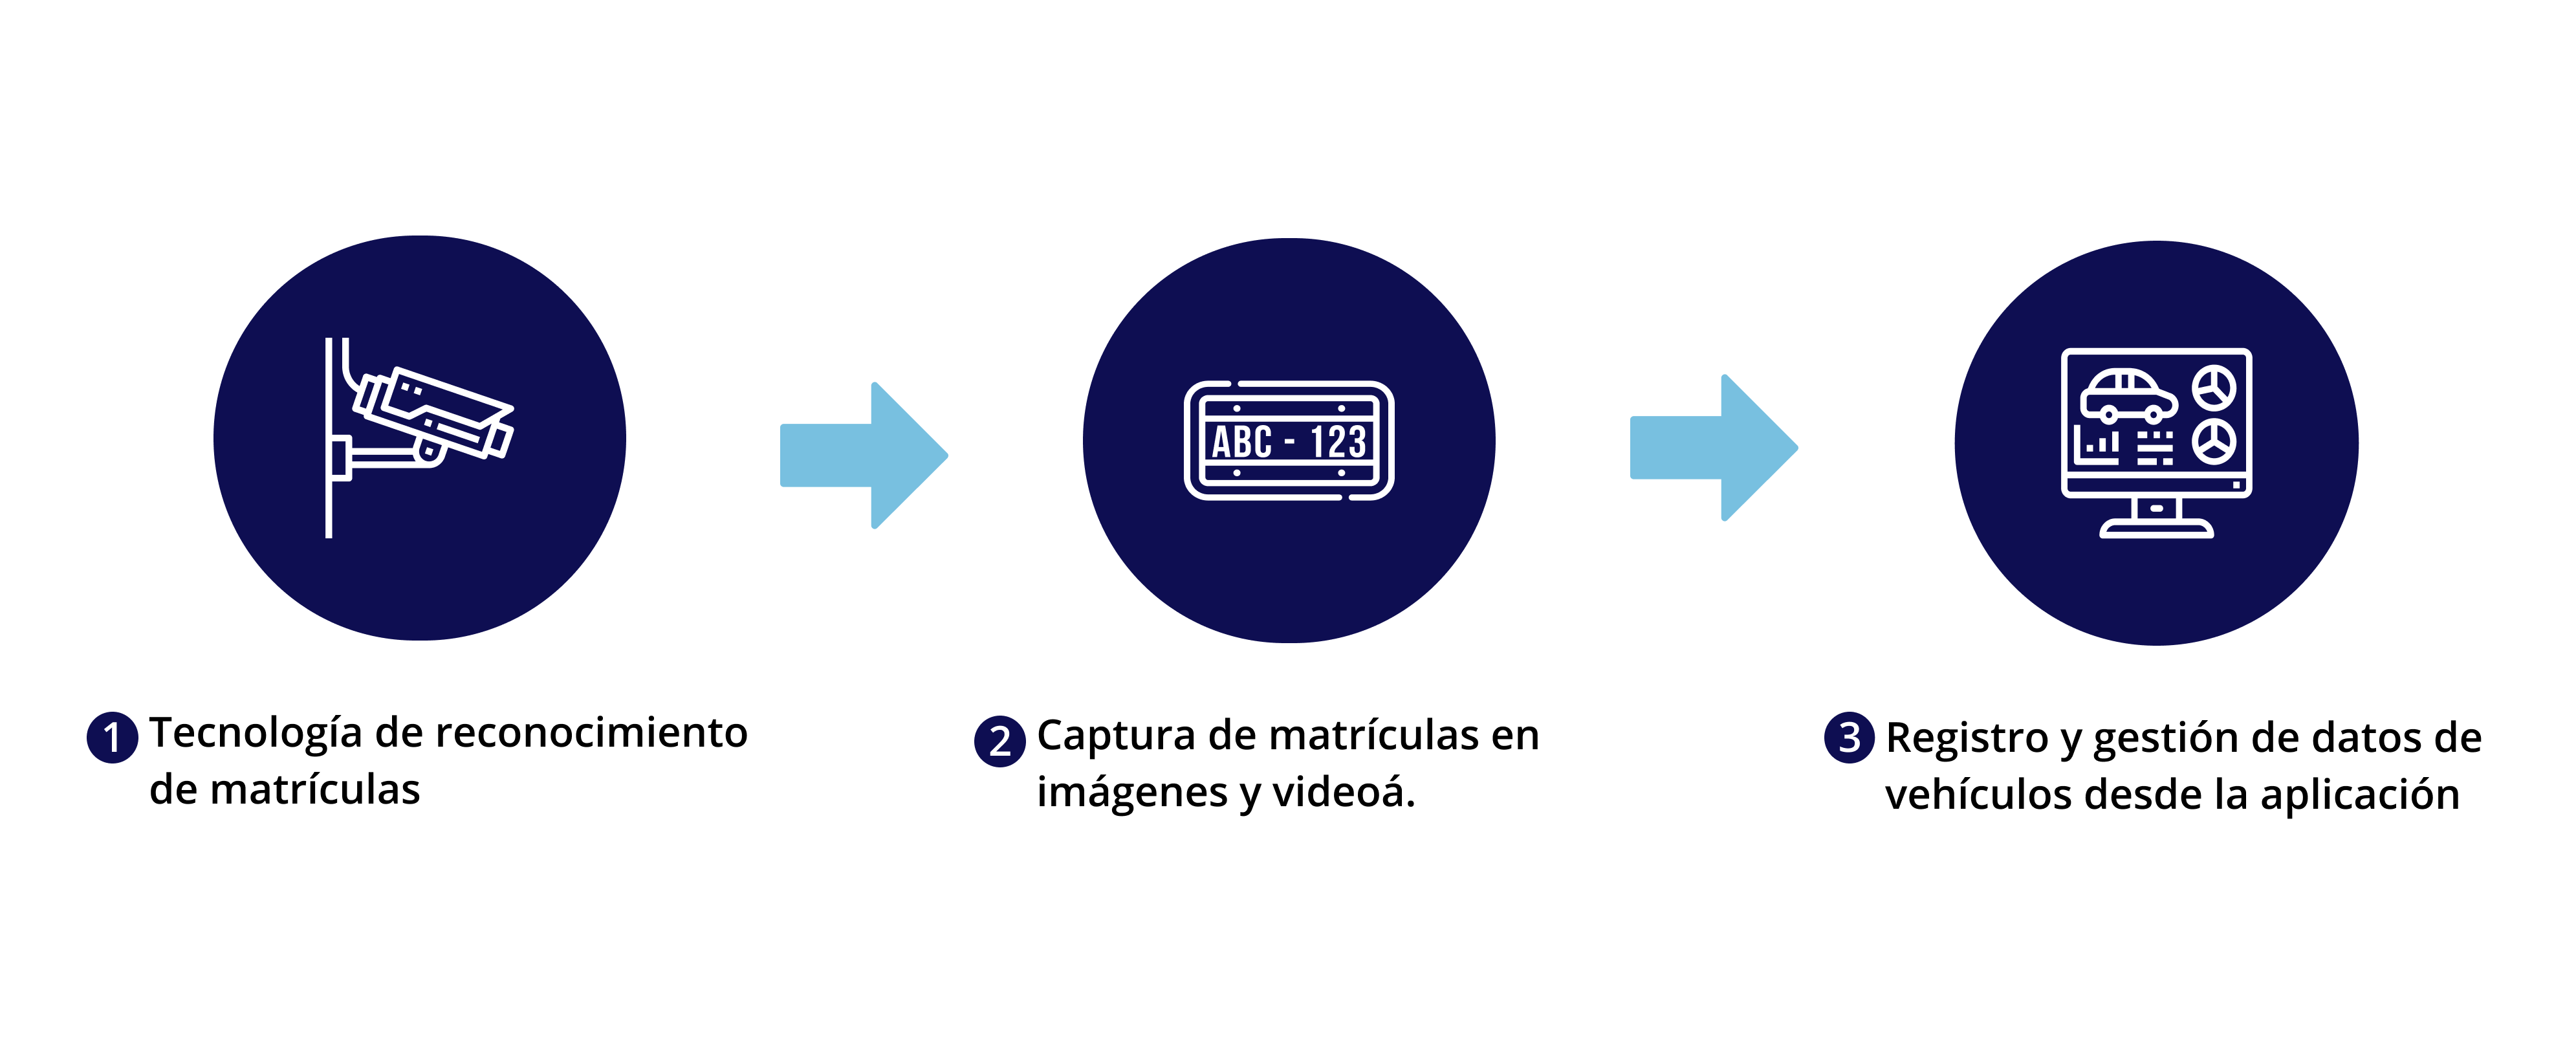 ABC - 123
1 Tecnología de reconocimiento
de matrículas
2 Captura de matrículas en
imágenes y videoá.
3 Registro y gestión de datos de
vehículos desde la aplicación